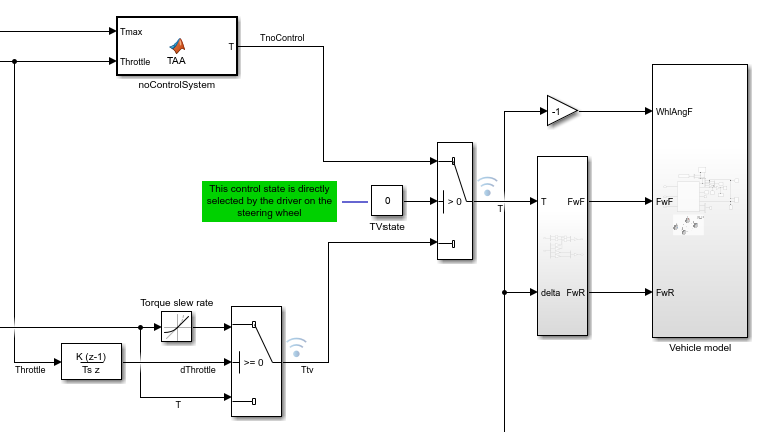 Tmax
Throttle
TAA
T
noControlSystem
TnoControl
This control state is directly
selected by the driver on the
steering wheel
0
TVstate
> 0
T
-1
WhlAngF
FwF
FwR
Vehicle model
T
FwF
delta
FwR
Torque slew rate
K (z-1)
Ts z
Throttle
dThrottle
T
>= 0
Ttv